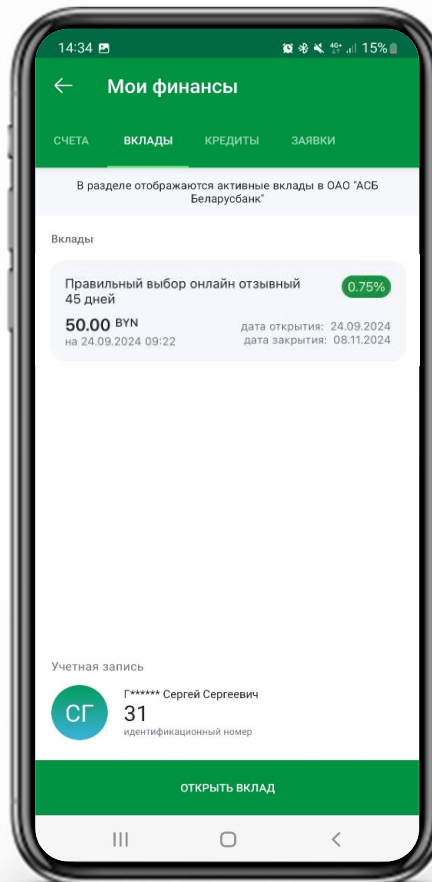 14:34 4G+ 15%
Мои финансы
СЧЕТА ВКЛАДЫ КРЕДИТЫ ЗАЯВКИ
В разделе отображаются активные вклады в ОАО "АСБ
Беларусбанк"
Вклады
Правильный выбор онлайн отзывный 0.75%
45 дней
50.00 BYN дата открытия: 24.09.2024
на 24.09.2024 09:22 дата закрытия: 08.11.2024
Учетная запись
Г****** Сергей Сергеевич
СГ 31
идентификационный номер
ОТКРЫТЬ ВКЛАД